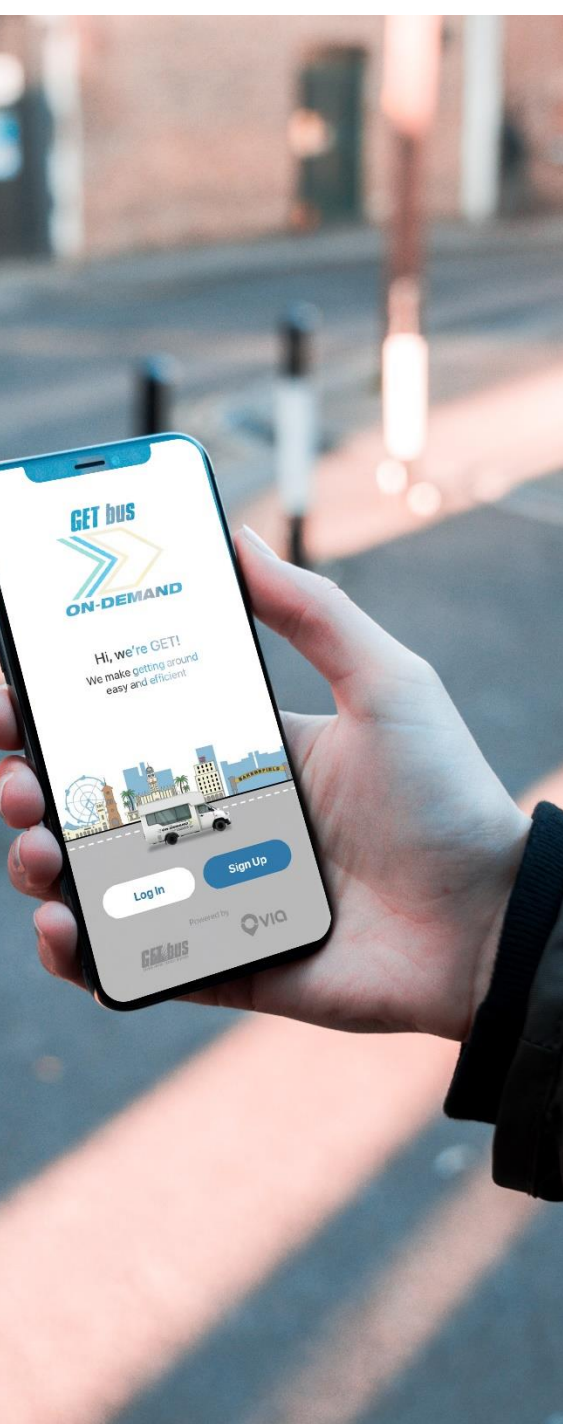 GET bus
ON-DEMAND
Hi, we're GET!
We make getting around
easy and efficient
BAKERSFIELD
Log In
Sign Up
Powered by
via
GET bus